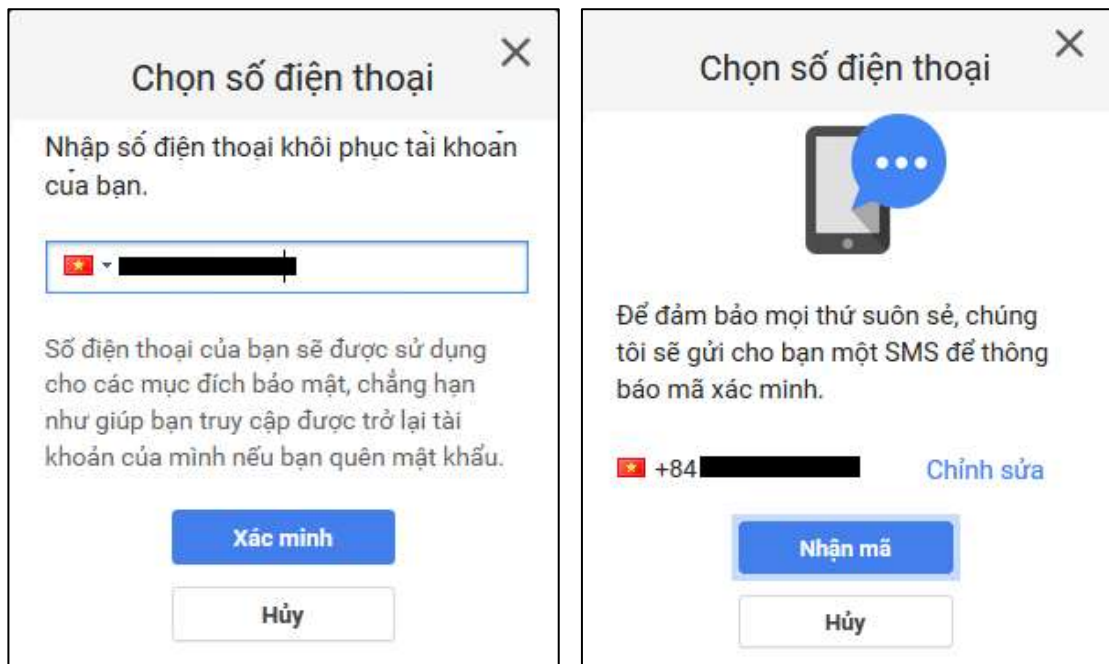 Chọn số điện thoại
Nhập số điện thoại khôi phục tài khoản
của bạn.
Số điện thoại của bạn sẽ được sử dụng
cho các mục đích bảo mật, chẳng hạn
như giúp bạn truy cập được trở lại tài
khoản của mình nếu bạn quên mật khẩu.
Xác minh
Hủy
Chọn số điện thoại
Để đảm bảo mọi thứ suôn sẻ, chúng
tôi sẽ gửi cho bạn một SMS để thông
báo mã xác minh.
+84
Chỉnh sửa
Nhận mã
Hủy